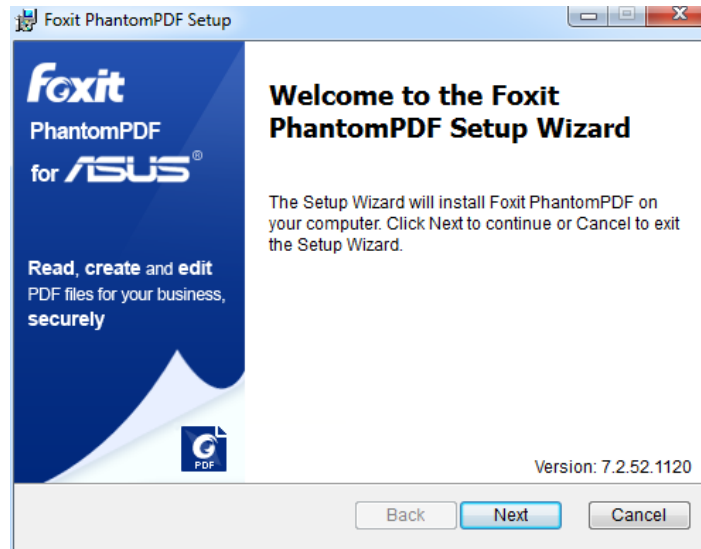 Foxit PhantomPDF Setup
Foxit
PhantomPDF
for ASUS®
Read, create and edit
PDF files for your business,
securely
PDF
Welcome to the Foxit
PhantomPDF Setup Wizard
The Setup Wizard will install Foxit PhantomPDF on
your computer. Click Next to continue or Cancel to exit
the Setup Wizard.
Version: 7.2.52.1120
Back Next Cancel